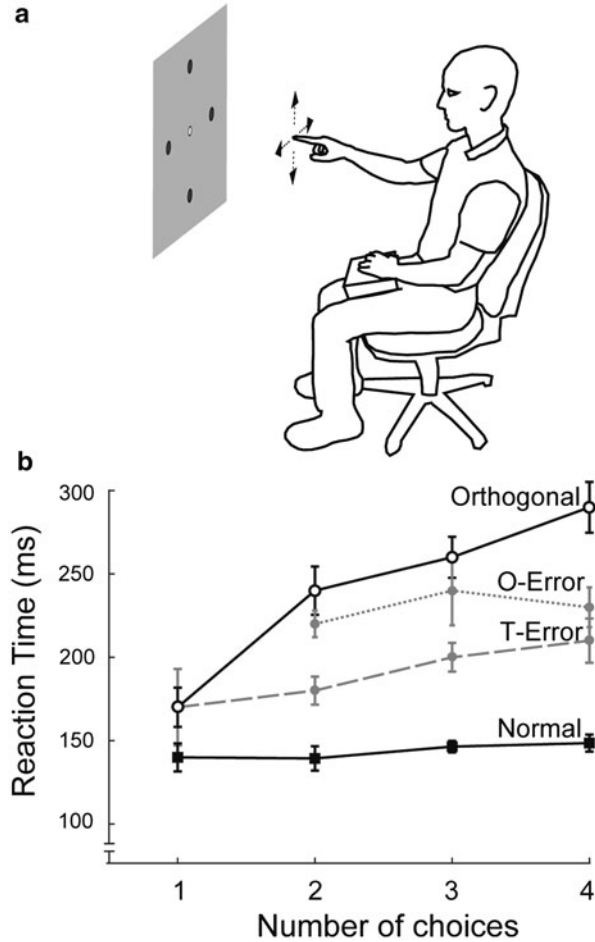 a
b
300
250
200
150
100
Reaction Time (ms)
Orthogonal
O-Error
T-Error
Normal
1 2 3 4
Number of choices